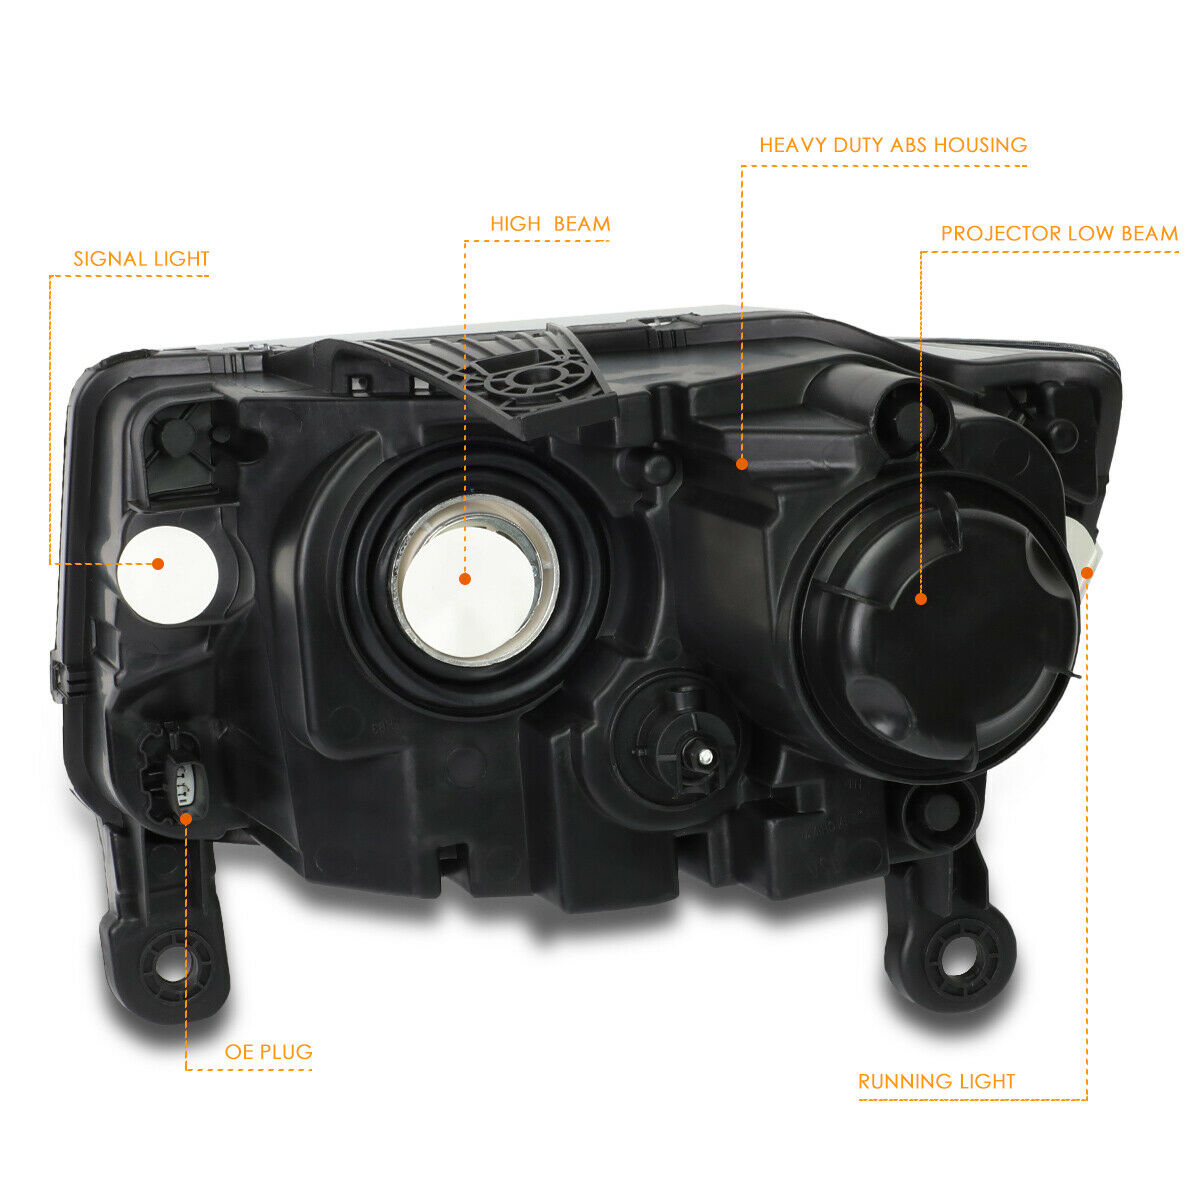 HEAVY DUTY ABS HOUSING
HIGH BEAM
PROJECTOR LOW BEAM
SIGNAL LIGHT
OE PLUG
RUNNING LIGHT